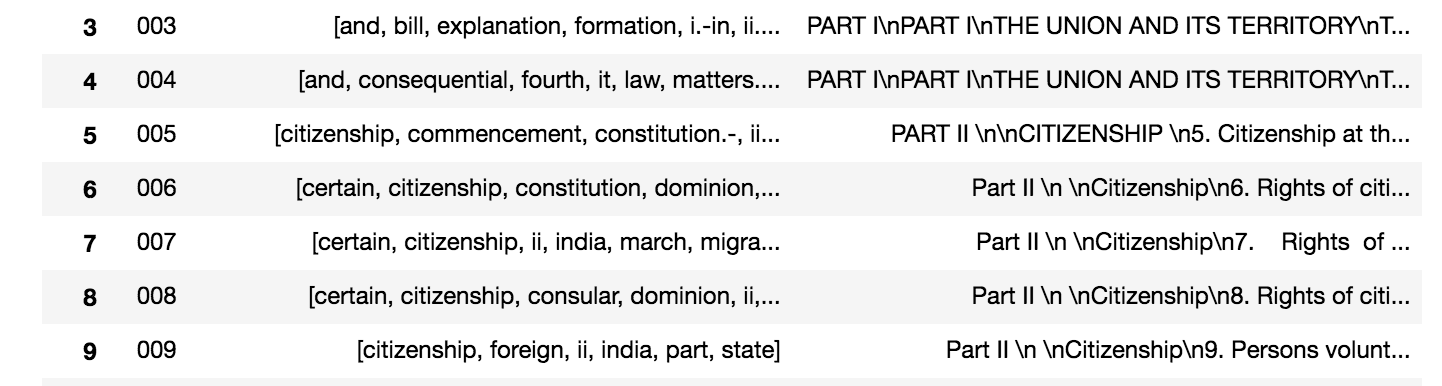 3 003 [and, bill, explanation, formation, i.-in, ii.... PART I\nPART I\nTHE UNION AND ITS TERRITORY\nT...
4 004 [and, consequential, fourth, it, law, matters.... PART I\nPART I\nTHE UNION AND ITS TERRITORY\nT...
5 005 [citizenship, commencement, constitution.-, ii... PART II \n\nCITIZENSHIP \n5. Citizenship at th...
6 006 [certain, citizenship, constitution, dominion,... Part II \n \nCitizenship\n6. Rights of citi...
7 007 [certain, citizenship, ii, india, march, migra... Part II \n \nCitizenship\n7. Rights of ...
8 008 [certain, citizenship, consular, dominion, ii,... Part II \n \nCitizenship\n8. Rights of citi...
9 009 [citizenship, foreign, ii, india, part, state] Part II \n \nCitizenship\n9. Persons volunt...